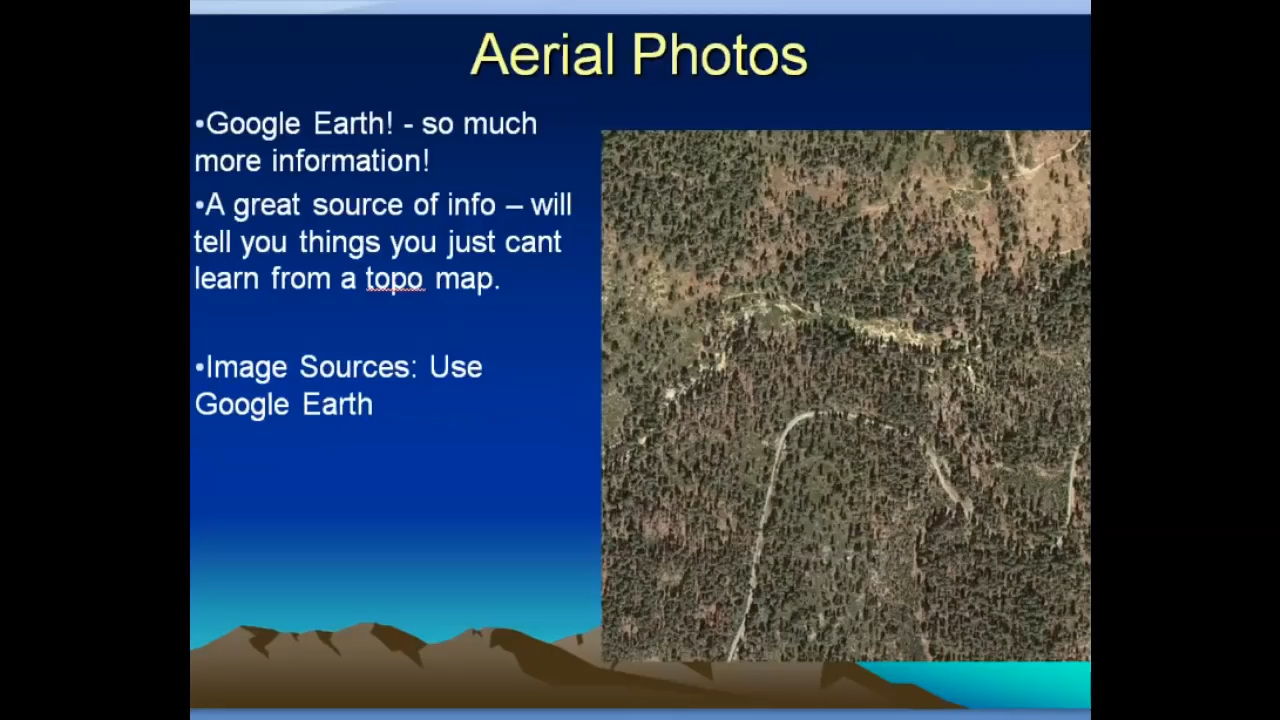 Aerial Photos
•Google Earth! - so much
more information!
•A great source of info – will
tell you things you just cant
learn from a topo map.
•Image Sources: Use
Google Earth